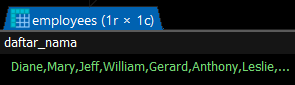 employees (1r × 1c)
daftar_nama
Diane,Mary,Jeff,William,Gerard,Anthony,Leslie,...